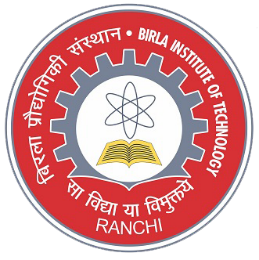 बिरला प्रौद्योगिकी संस्थान • BIRLA INSTITUTE OF TECHNOLOGY
सा विद्या या विमुक्तये
RANCHI